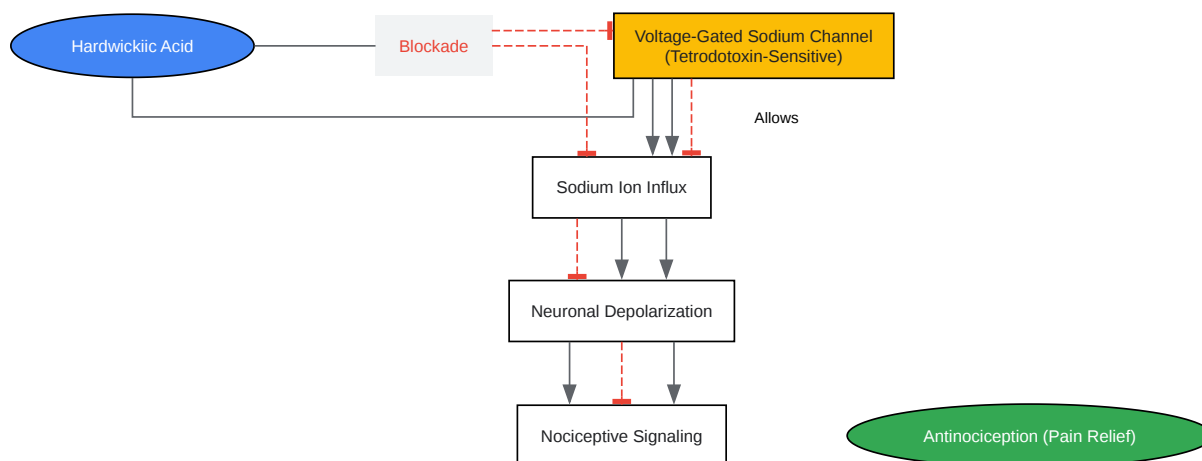 Hardwickiic Acid
Blockade
Voltage-Gated Sodium Channel
(Tetrodotoxin-Sensitive)
Allows
Sodium Ion Influx
Neuronal Depolarization
Nociceptive Signaling
Antinociception (Pain Relief)